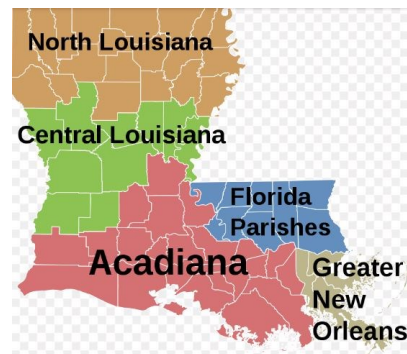 North Louisiana
Central Louisiana
Florida
Parishes
Acadiana
Greater
New
Orleans